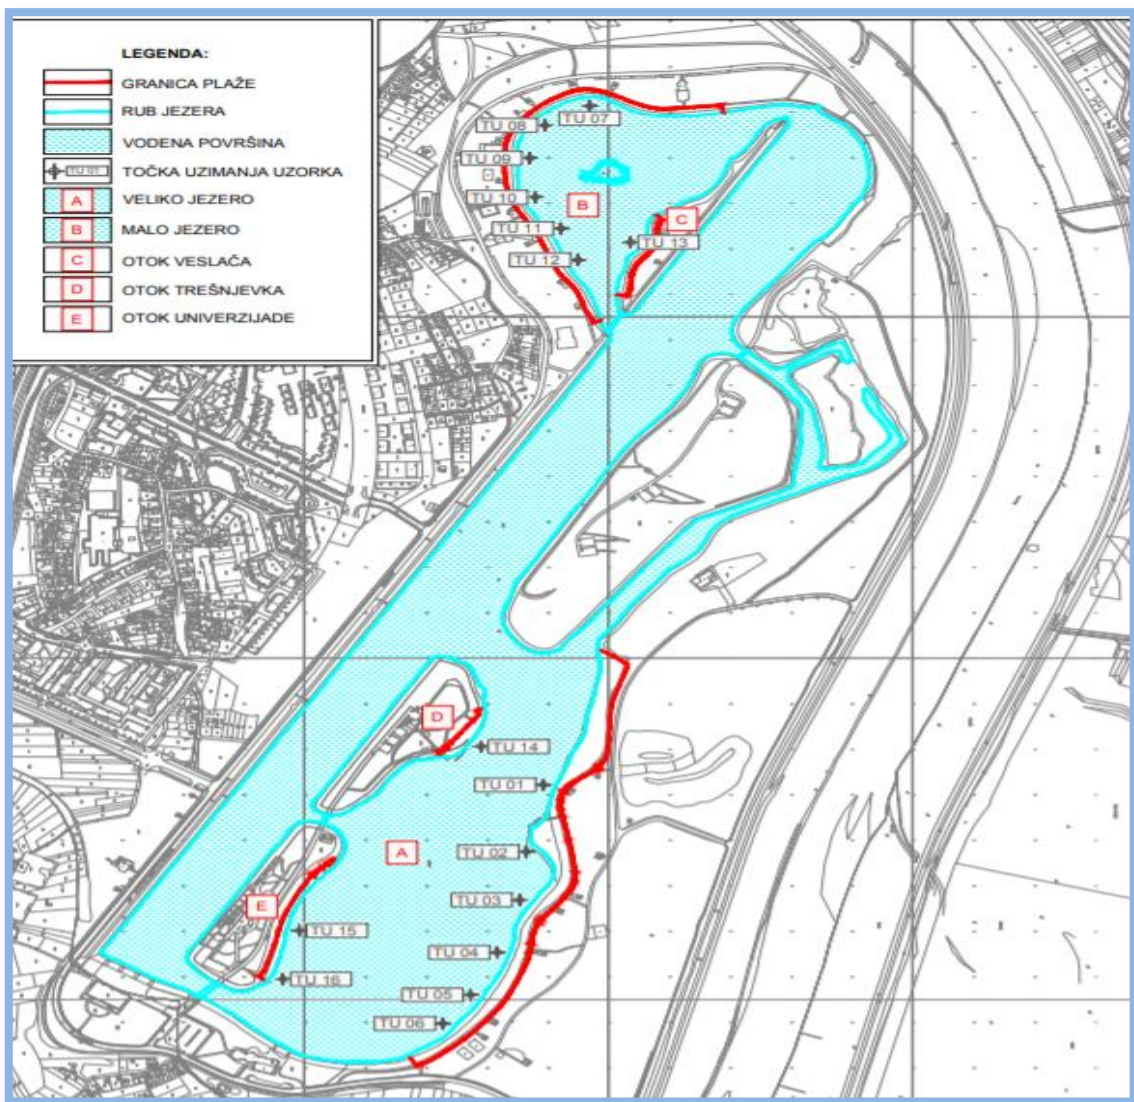 LEGENDA:
GRANICA PLAŽE
RUB JEZERA
VODENA POVRŠINA
TU 01 TOČKA UZIMANJA UZORKA
A VELIKO JEZERO
B MALO JEZERO
C OTOK VESLAČA
D OTOK TREŠNJEVKA
E OTOK UNIVERZIJADE
TU 07
TU 08
TU 09
TU 10
B
C
TU 11
TU 13
TU 12
D
TU 14
TU 01
TU 02
A
TU 03
E
TU 15
TU 04
TU 16
TU 05
TU 06